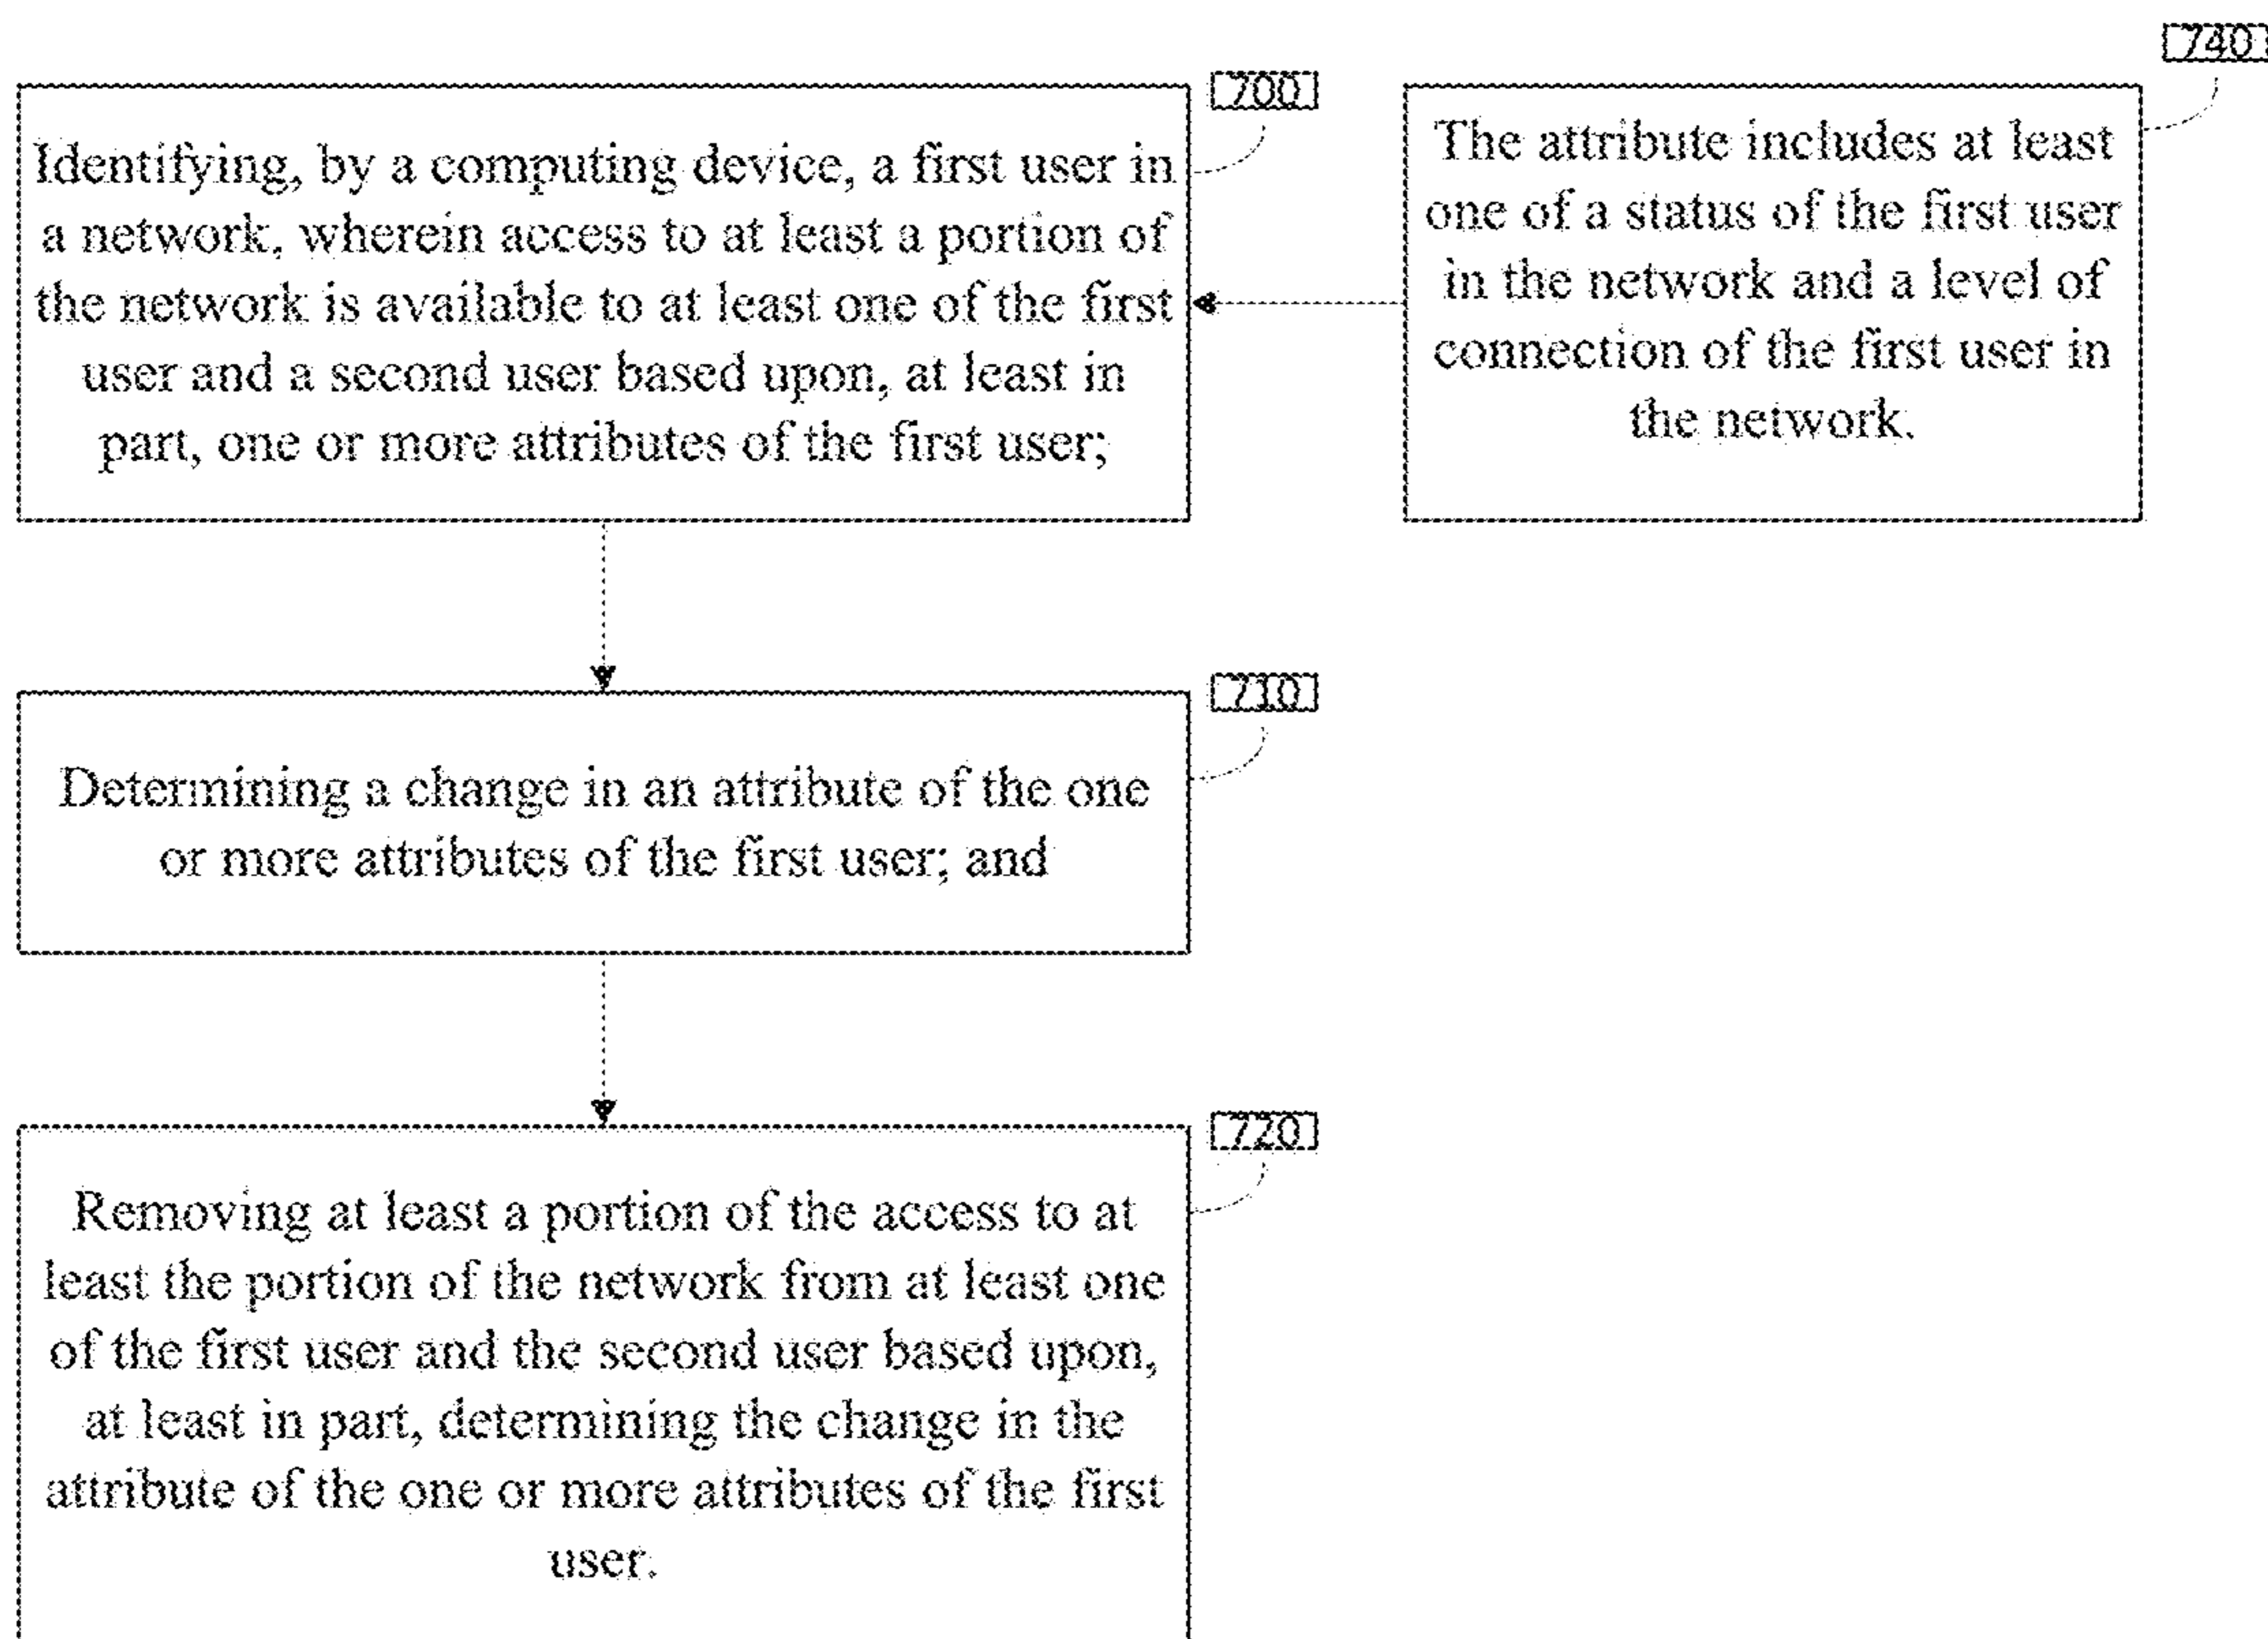 700
Identifying, by a computing device, a first user in
a network, wherein access to at least a portion of
the network is available to at least one of the first
user and a second user based upon, at least in
part, one or more attributes of the first user;
740
The attribute includes at least
one of a status of the first user
in the network and a level of
connection of the first user in
the network.
710
Determining a change in an attribute of the one
or more attributes of the first user; and
720
Removing at least a portion of the access to at
least the portion of the network from at least one
of the first user and the second user based upon,
at least in part, determining the change in the
attribute of the one or more attributes of the first
user.